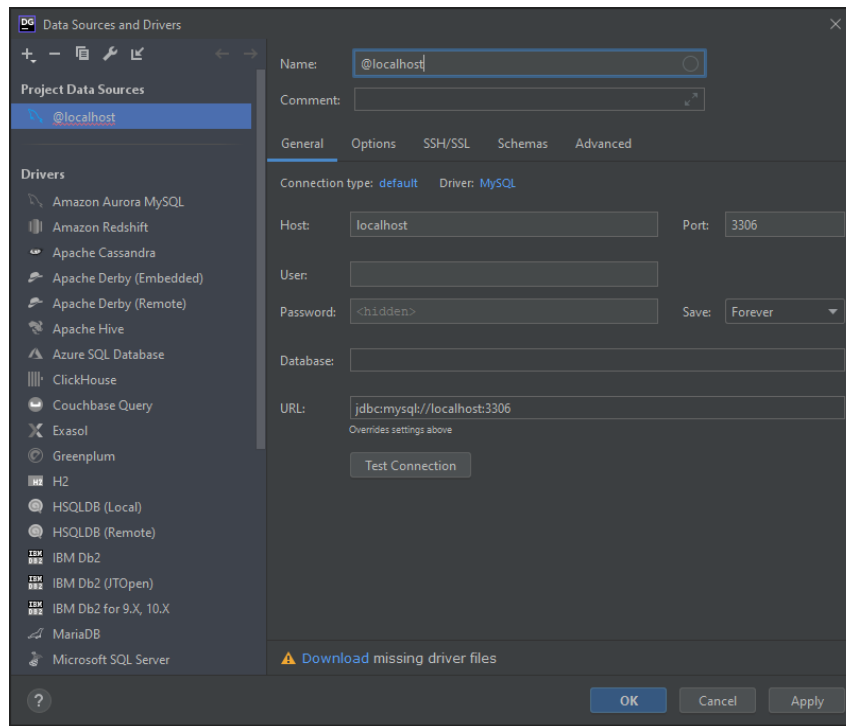 DG Data Sources and Drivers
Project Data Sources
@localhost
Drivers
Amazon Aurora MySQL
Amazon Redshift
Apache Cassandra
Apache Derby (Embedded)
Apache Derby (Remote)
Apache Hive
Azure SQL Database
ClickHouse
Couchbase Query
Exasol
Greenplum
H2 H2
HSQLDB (Local)
HSQLDB (Remote)
IBM DB2 IBM Db2
IBM DB2 IBM Db2 (JTOpen)
IBM DB2 IBM Db2 for 9.X, 10.X
MariaDB
Microsoft SQL Server
?
Name: @localhost
Comment:
General Options SSH/SSL Schemas Advanced
Connection type: default Driver: MySQL
Host: localhost Port: 3306
User:
Password: <hidden> Save: Forever
Database:
URL: jdbc:mysql://localhost:3306
Overrides settings above
Test Connection
Download missing driver files
OK Cancel Apply